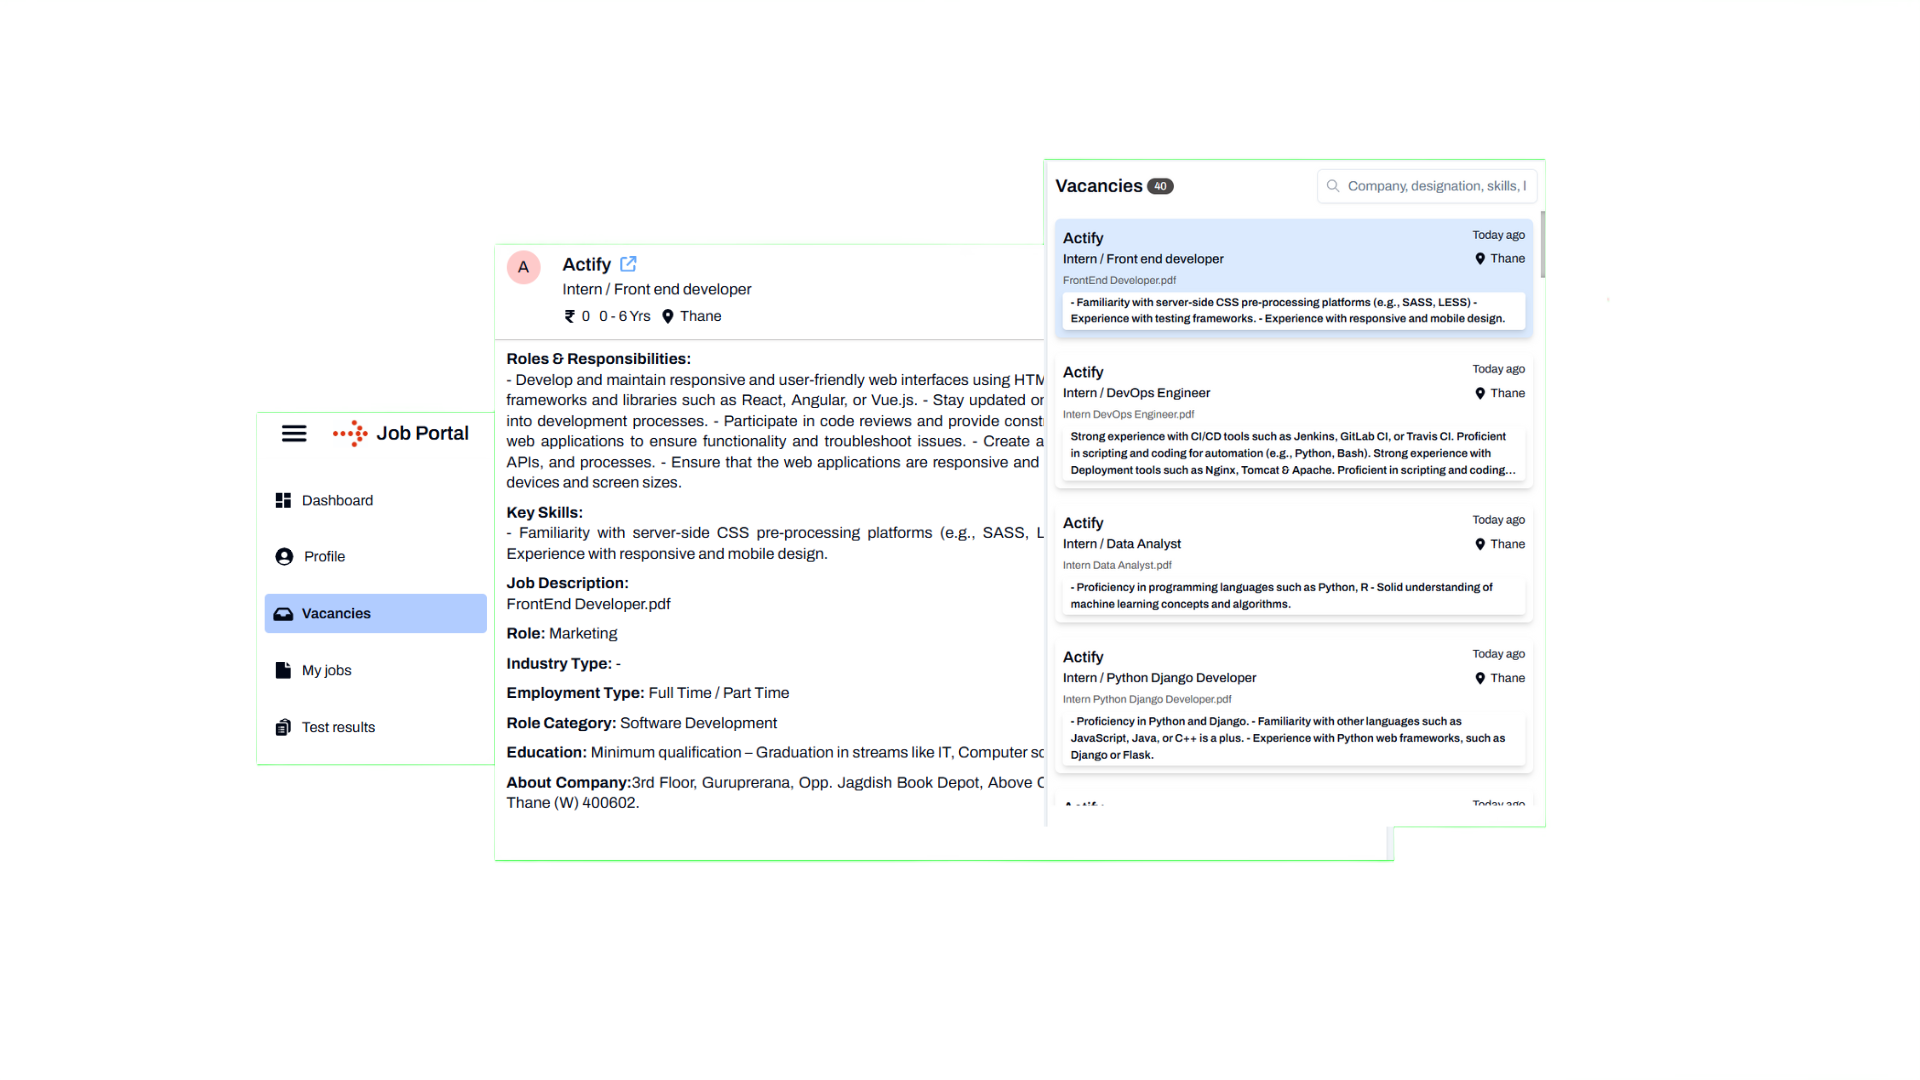 Job Portal
Dashboard
Profile
Vacancies
My jobs
Test results
A
Actify
Intern / Front end developer
₹ 0 0 - 6 Yrs Thane
Roles & Responsibilities:
- Develop and maintain responsive and user-friendly web interfaces using HTM
frameworks and libraries such as React, Angular, or Vue.js. - Stay updated or
into development processes. - Participate in code reviews and provide const
web applications to ensure functionality and troubleshoot issues. - Create a
APIs, and processes. - Ensure that the web applications are responsive and
devices and screen sizes.
Key Skills:
- Familiarity with server-side CSS pre-processing platforms (e.g., SASS, L
Experience with responsive and mobile design.
Job Description:
FrontEnd Developer.pdf
Role: Marketing
Industry Type: -
Employment Type: Full Time / Part Time
Role Category: Software Development
Education: Minimum qualification – Graduation in streams like IT, Computer sc
About Company:3rd Floor, Guruprerana, Opp. Jagdish Book Depot, Above C
Thane (W) 400602.
Vacancies 40
Company, designation, skills, l
Actify Today ago
Intern / Front end developer Thane
FrontEnd Developer.pdf
- Familiarity with server-side CSS pre-processing platforms (e.g., SASS, LESS) -
Experience with testing frameworks. - Experience with responsive and mobile design.
Actify Today ago
Intern / DevOps Engineer Thane
Intern DevOps Engineer.pdf
Strong experience with CI/CD tools such as Jenkins, GitLab CI, or Travis CI. Proficient
in scripting and coding for automation (e.g., Python, Bash). Strong experience with
Deployment tools such as Nginx, Tomcat & Apache. Proficient in scripting and coding...
Actify Today ago
Intern / Data Analyst Thane
Intern Data Analyst.pdf
- Proficiency in programming languages such as Python, R - Solid understanding of
machine learning concepts and algorithms.
Actify Today ago
Intern / Python Django Developer Thane
Intern Python Django Developer.pdf
- Proficiency in Python and Django. - Familiarity with other languages such as
JavaScript, Java, or C++ is a plus. - Experience with Python web frameworks, such as
Django or Flask.
Actify Today ago